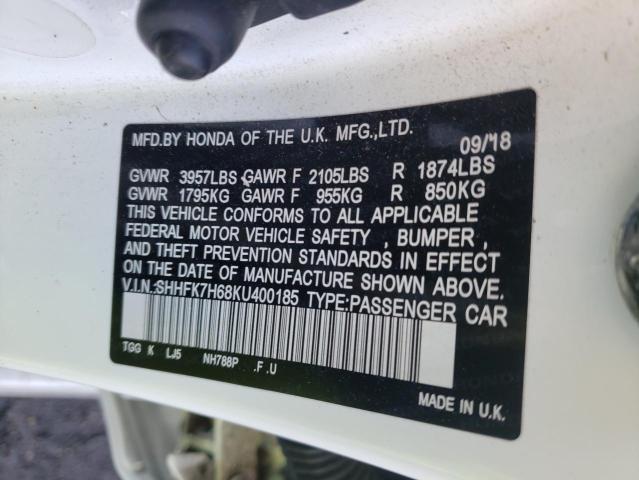 MFD.BY HONDA OF THE U.K. MFG.,LTD. 09/18
GVWR 3957LBS GAWR F 2105LBS R 1874LBS
GVWR 1795KG GAWR F 955KG R 850KG
THIS VEHICLE CONFORMS TO ALL APPLICABLE
FEDERAL MOTOR VEHICLE SAFETY , BUMPER ,
AND THEFT PREVENTION STANDARDS IN EFFECT
ON THE DATE OF MANUFACTURE SHOWN ABOVE.
V.I.N.:SHHFK7H68KU400185 TYPE:PASSENGER CAR
TGG K LJ5 NH788P .F .U
MADE IN U.K.